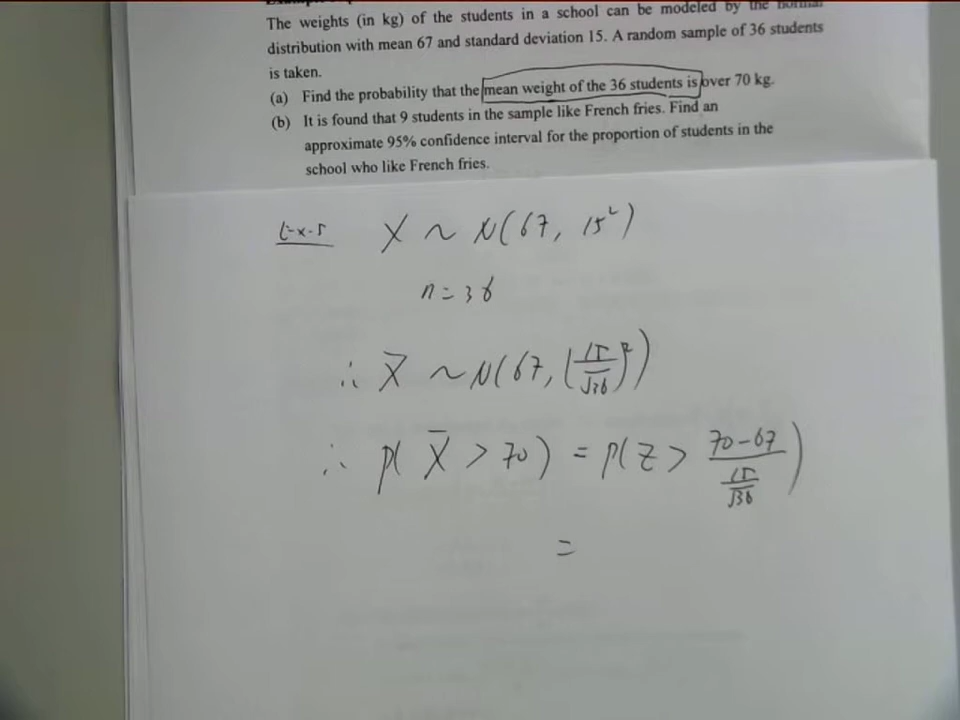 The weights (in kg) of the students in a school can be modeled by the normal
distribution with mean 67 and standard deviation 15. A random sample of 36 students
is taken.
(a) Find the probability that the mean weight of the 36 students is over 70 kg.
(b) It is found that 9 students in the sample like French fries. Find an
approximate 95% confidence interval for the proportion of students in the
school who like French fries.
X ~ N(67, 15²)
n = 36
∴ X̄ ~ N(67, (15/√36)²)
∴ P(X̄ > 70) = P(Z > (70-67)/(15/√36))
=